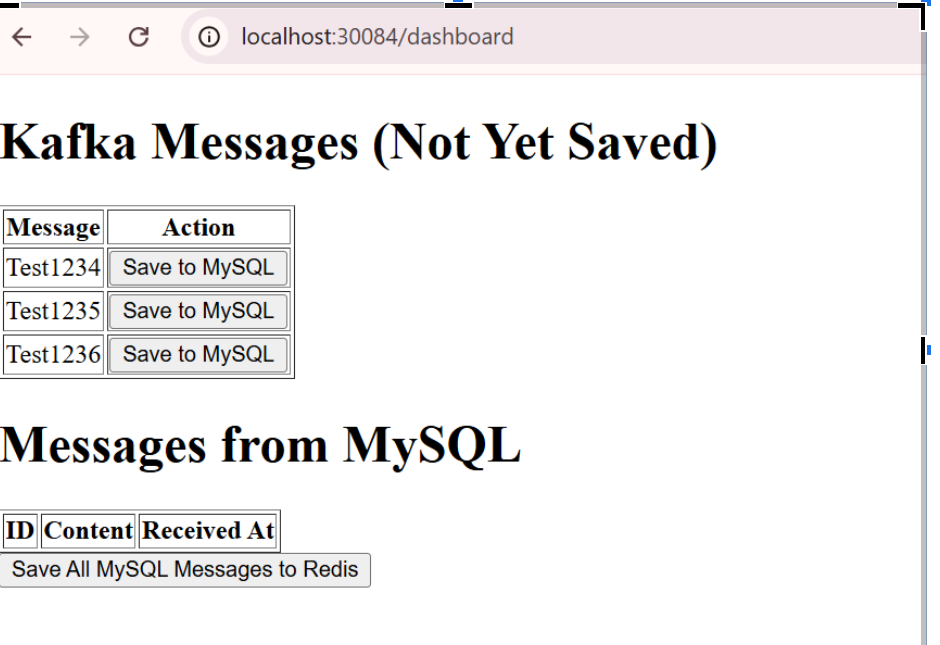 localhost:30084/dashboard
Kafka Messages (Not Yet Saved)
Message Action
Test1234 Save to MySQL
Test1235 Save to MySQL
Test1236 Save to MySQL
Messages from MySQL
ID Content Received At
Save All MySQL Messages to Redis